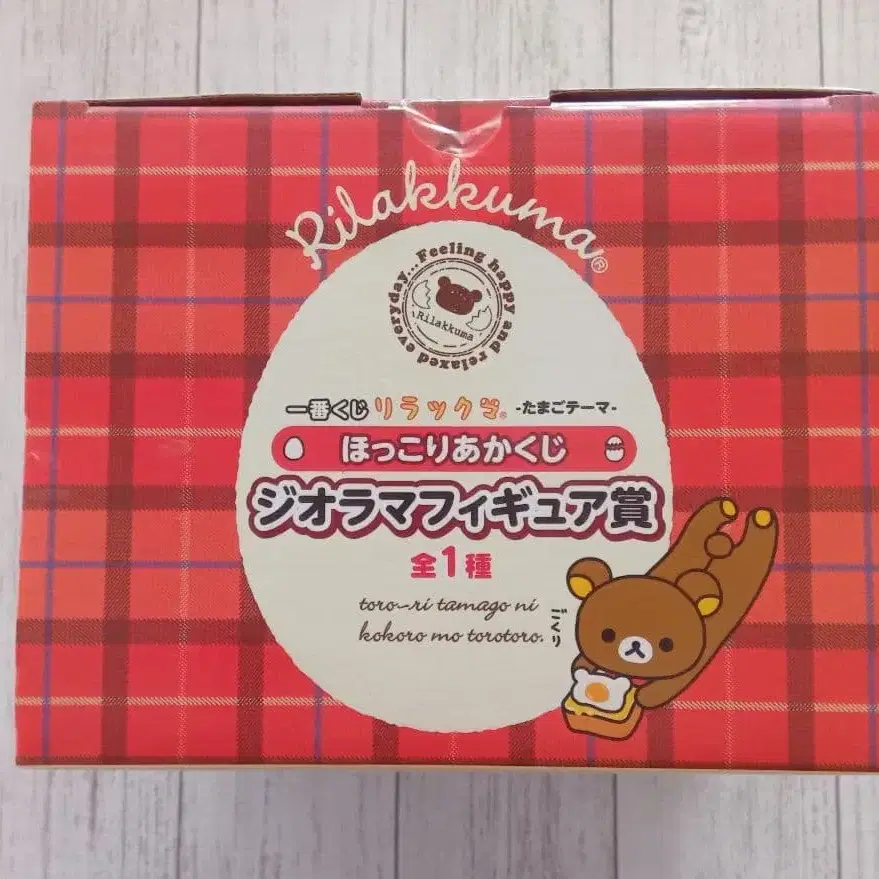 Rilakkuma®
Feeling happy and relaxed everyday...
Rilakkuma
一番くじ リラックマ® -たまごテーマ-
ほっこりあかくじ
ジオラマフィギュア賞
全1種
toro~ri tamago ni
kokoro mo torotoro.
ごくり